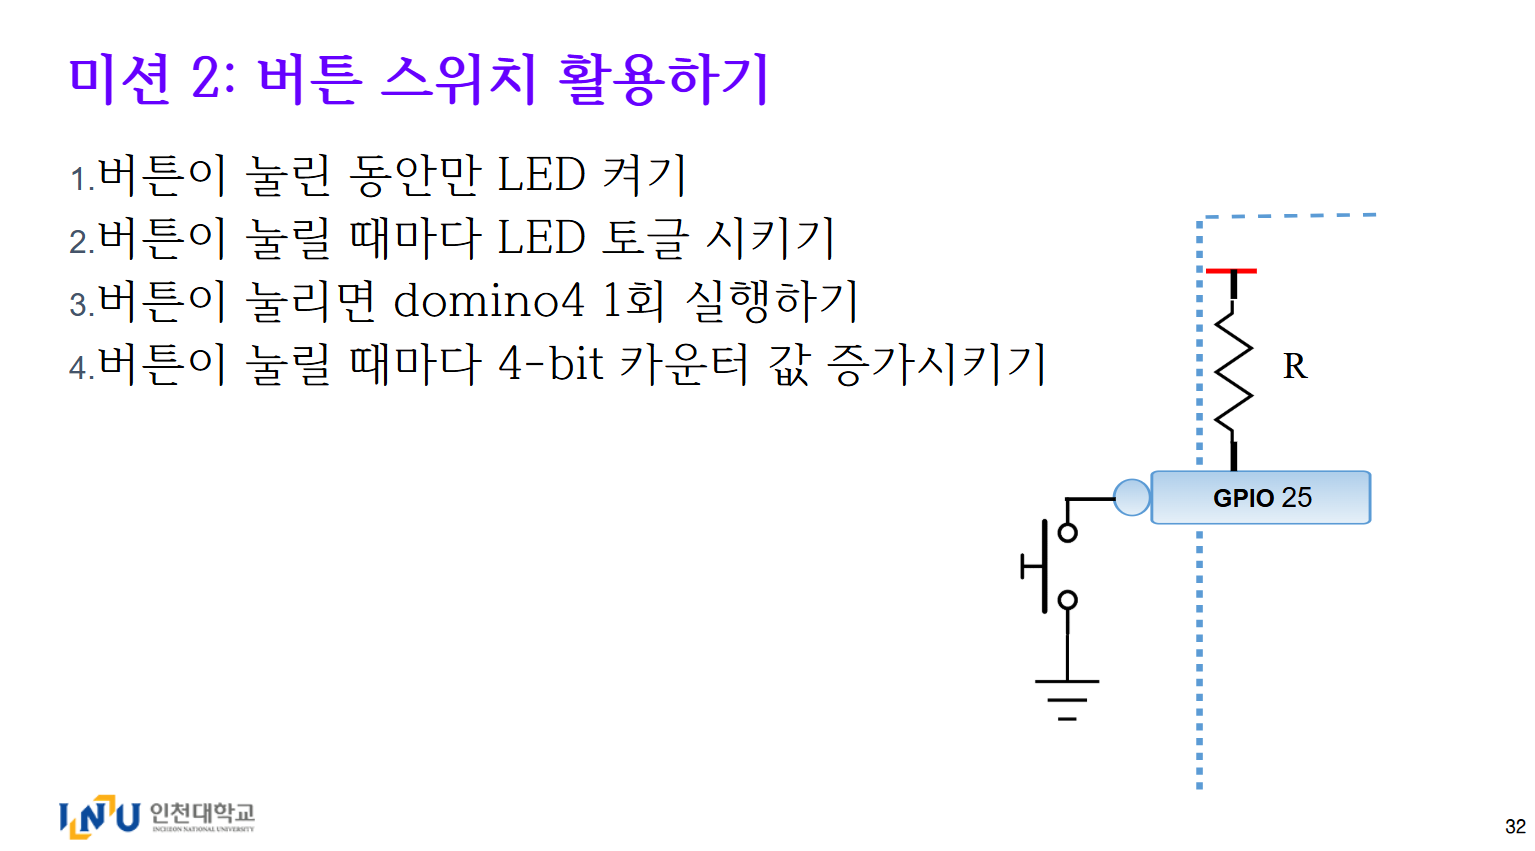 미션 2: 버튼 스위치 활용하기
1.버튼이 눌린 동안만 LED 켜기
2.버튼이 눌릴 때마다 LED 토글 시키기
3.버튼이 눌리면 domino4 1회 실행하기
4.버튼이 눌릴 때마다 4-bit 카운터 값 증가시키기
R
GPIO 25
INU 인천대학교
INCHEON NATIONAL UNIVERSITY
32